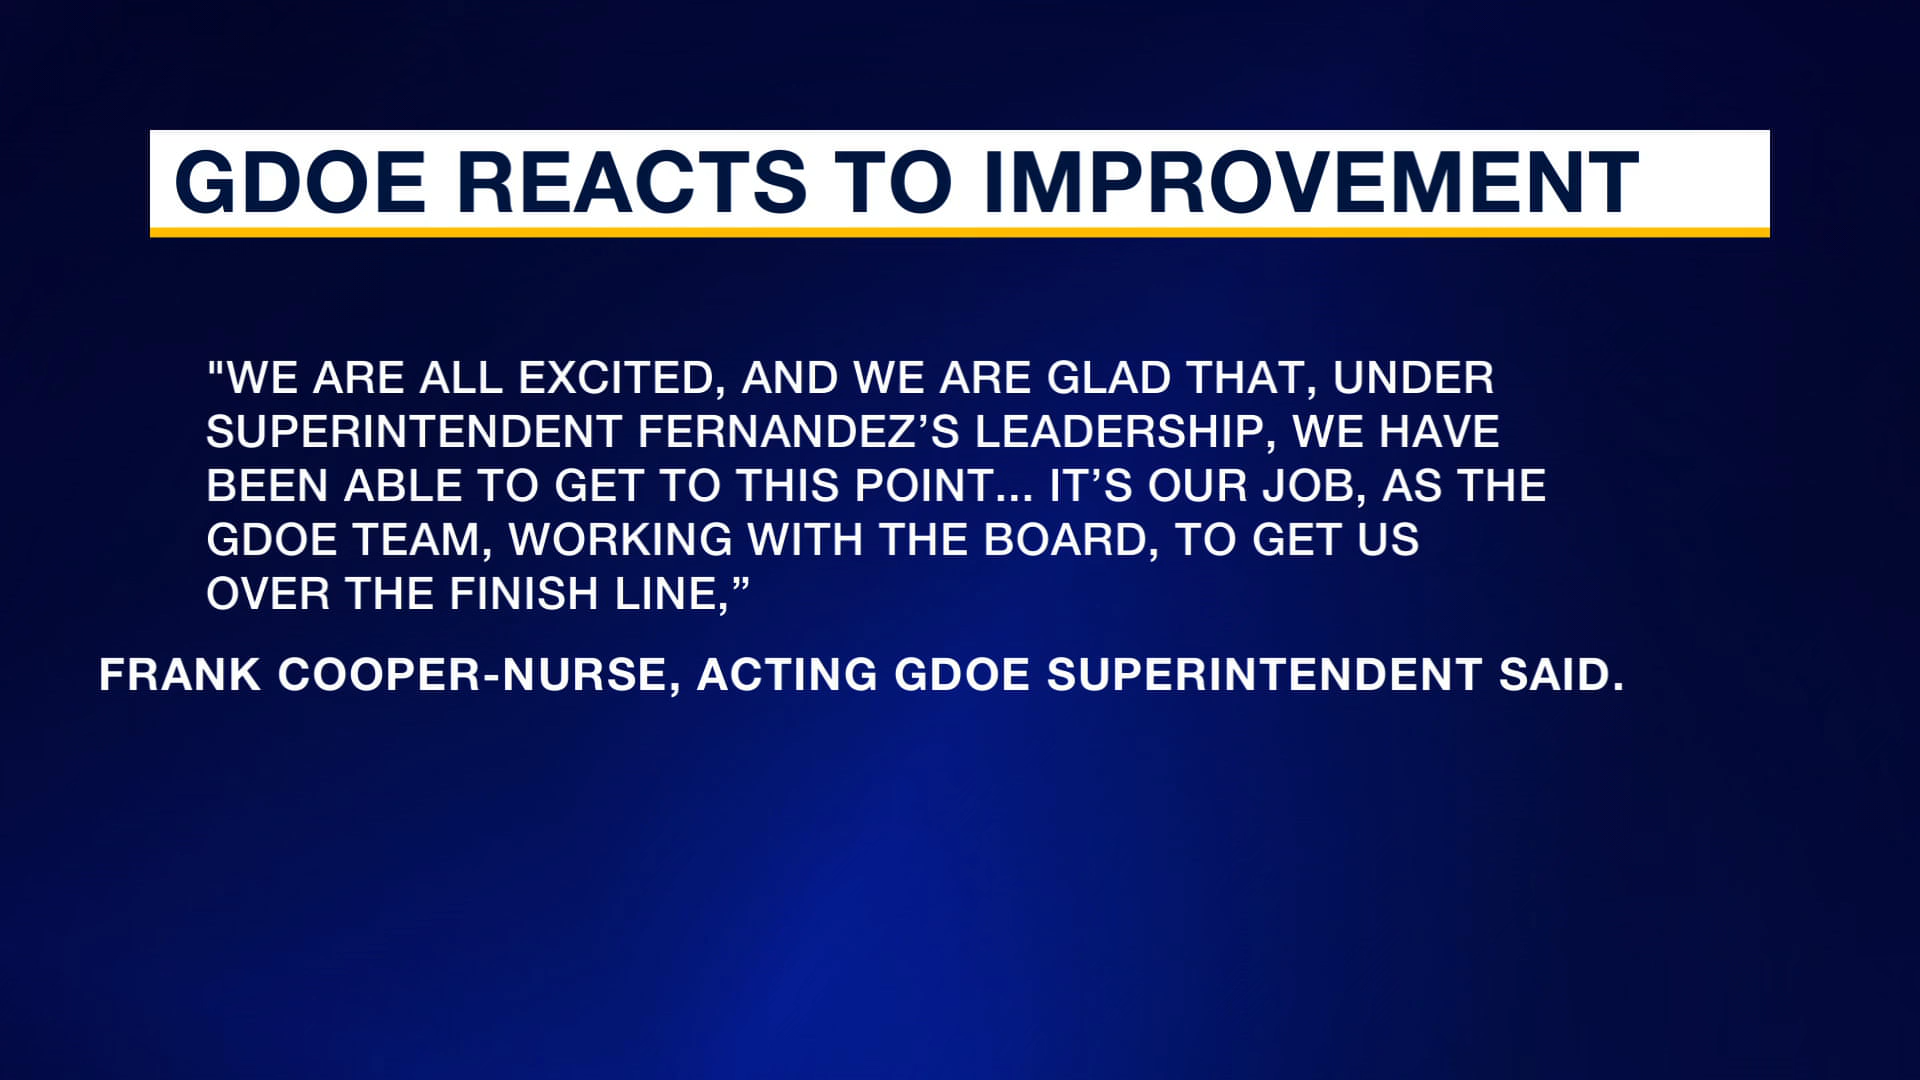 GDOE REACTS TO IMPROVEMENT
"WE ARE ALL EXCITED, AND WE ARE GLAD THAT, UNDER
SUPERINTENDENT FERNANDEZ’S LEADERSHIP, WE HAVE
BEEN ABLE TO GET TO THIS POINT... IT’S OUR JOB, AS THE
GDOE TEAM, WORKING WITH THE BOARD, TO GET US
OVER THE FINISH LINE,”
FRANK COOPER-NURSE, ACTING GDOE SUPERINTENDENT SAID.